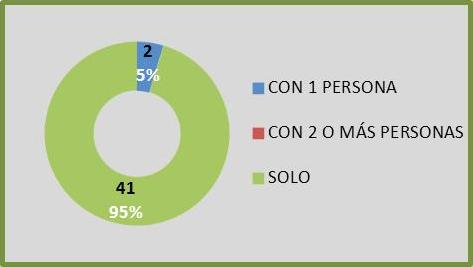 2
5%
CON 1 PERSONA
CON 2 O MÁS PERSONAS
SOLO
41
95%